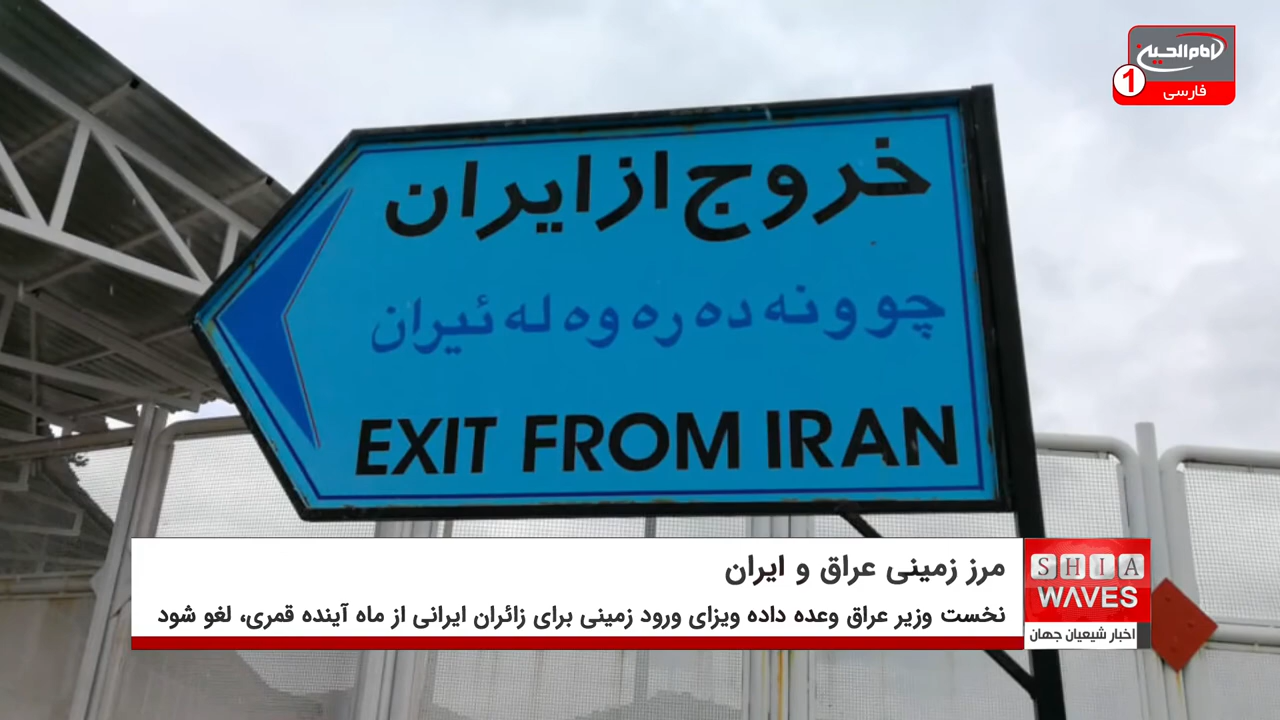 امام الحسین
1
فارسی
خروج از ایران
چوونه ده ره وه له ئیران
EXIT FROM IRAN
مرز زمینی عراق و ایران
نخست وزیر عراق وعده داده ویزای ورود زمینی برای زائران ایرانی از ماه آینده قمری، لغو شود
SHIA
WAVES
اخبار شیعیان جهان